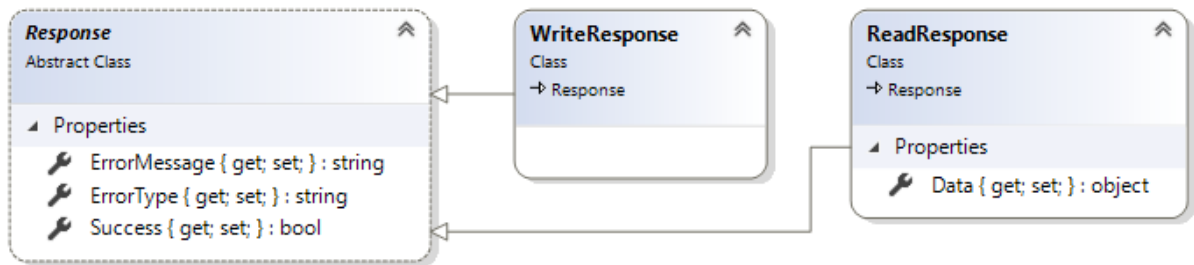 Response
Abstract Class
Properties
ErrorMessage { get; set; } : string
ErrorType { get; set; } : string
Success { get; set; } : bool
WriteResponse
Class
Response
ReadResponse
Class
Response
Properties
Data { get; set; } : object